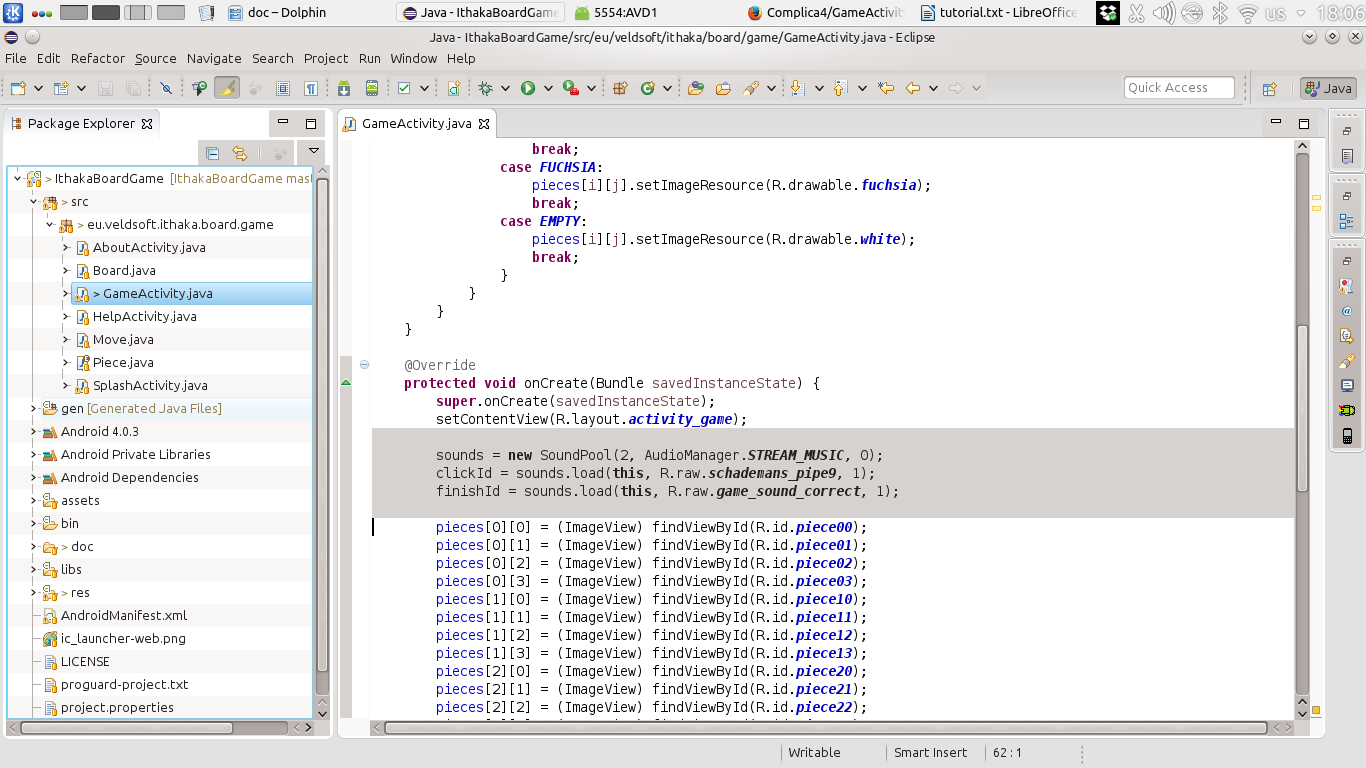 doc – Dolphin
Java - IthakaBoardGame
5554:AVD1
Complica4/GameActivity
tutorial.txt - LibreOffice
us
18:06
Java - IthakaBoardGame/src/eu/veldsoft/ithaka/board/game/GameActivity.java - Eclipse
File Edit Refactor Source Navigate Search Project Run Window Help
Quick Access
Java
Package Explorer
GameActivity.java
> IthakaBoardGame [IthakaBoardGame mast
> src
> eu.veldsoft.ithaka.board.game
AboutActivity.java
Board.java
> GameActivity.java
HelpActivity.java
Move.java
Piece.java
SplashActivity.java
gen [Generated Java Files]
Android 4.0.3
Android Private Libraries
Android Dependencies
assets
bin
> doc
libs
> res
AndroidManifest.xml
ic_launcher-web.png
LICENSE
proguard-project.txt
project.properties
break;
case FUCHSIA:
pieces[i][j].setImageResource(R.drawable.fuchsia);
break;
case EMPTY:
pieces[i][j].setImageResource(R.drawable.white);
break;
}
}
}
}
@Override
protected void onCreate(Bundle savedInstanceState) {
super.onCreate(savedInstanceState);
setContentView(R.layout.activity_game);
sounds = new SoundPool(2, AudioManager.STREAM_MUSIC, 0);
clickId = sounds.load(this, R.raw.schademans_pipe9, 1);
finishId = sounds.load(this, R.raw.game_sound_correct, 1);
pieces[0][0] = (ImageView) findViewById(R.id.piece00);
pieces[0][1] = (ImageView) findViewById(R.id.piece01);
pieces[0][2] = (ImageView) findViewById(R.id.piece02);
pieces[0][3] = (ImageView) findViewById(R.id.piece03);
pieces[1][0] = (ImageView) findViewById(R.id.piece10);
pieces[1][1] = (ImageView) findViewById(R.id.piece11);
pieces[1][2] = (ImageView) findViewById(R.id.piece12);
pieces[1][3] = (ImageView) findViewById(R.id.piece13);
pieces[2][0] = (ImageView) findViewById(R.id.piece20);
pieces[2][1] = (ImageView) findViewById(R.id.piece21);
pieces[2][2] = (ImageView) findViewById(R.id.piece22);
Writable
Smart Insert
62 : 1